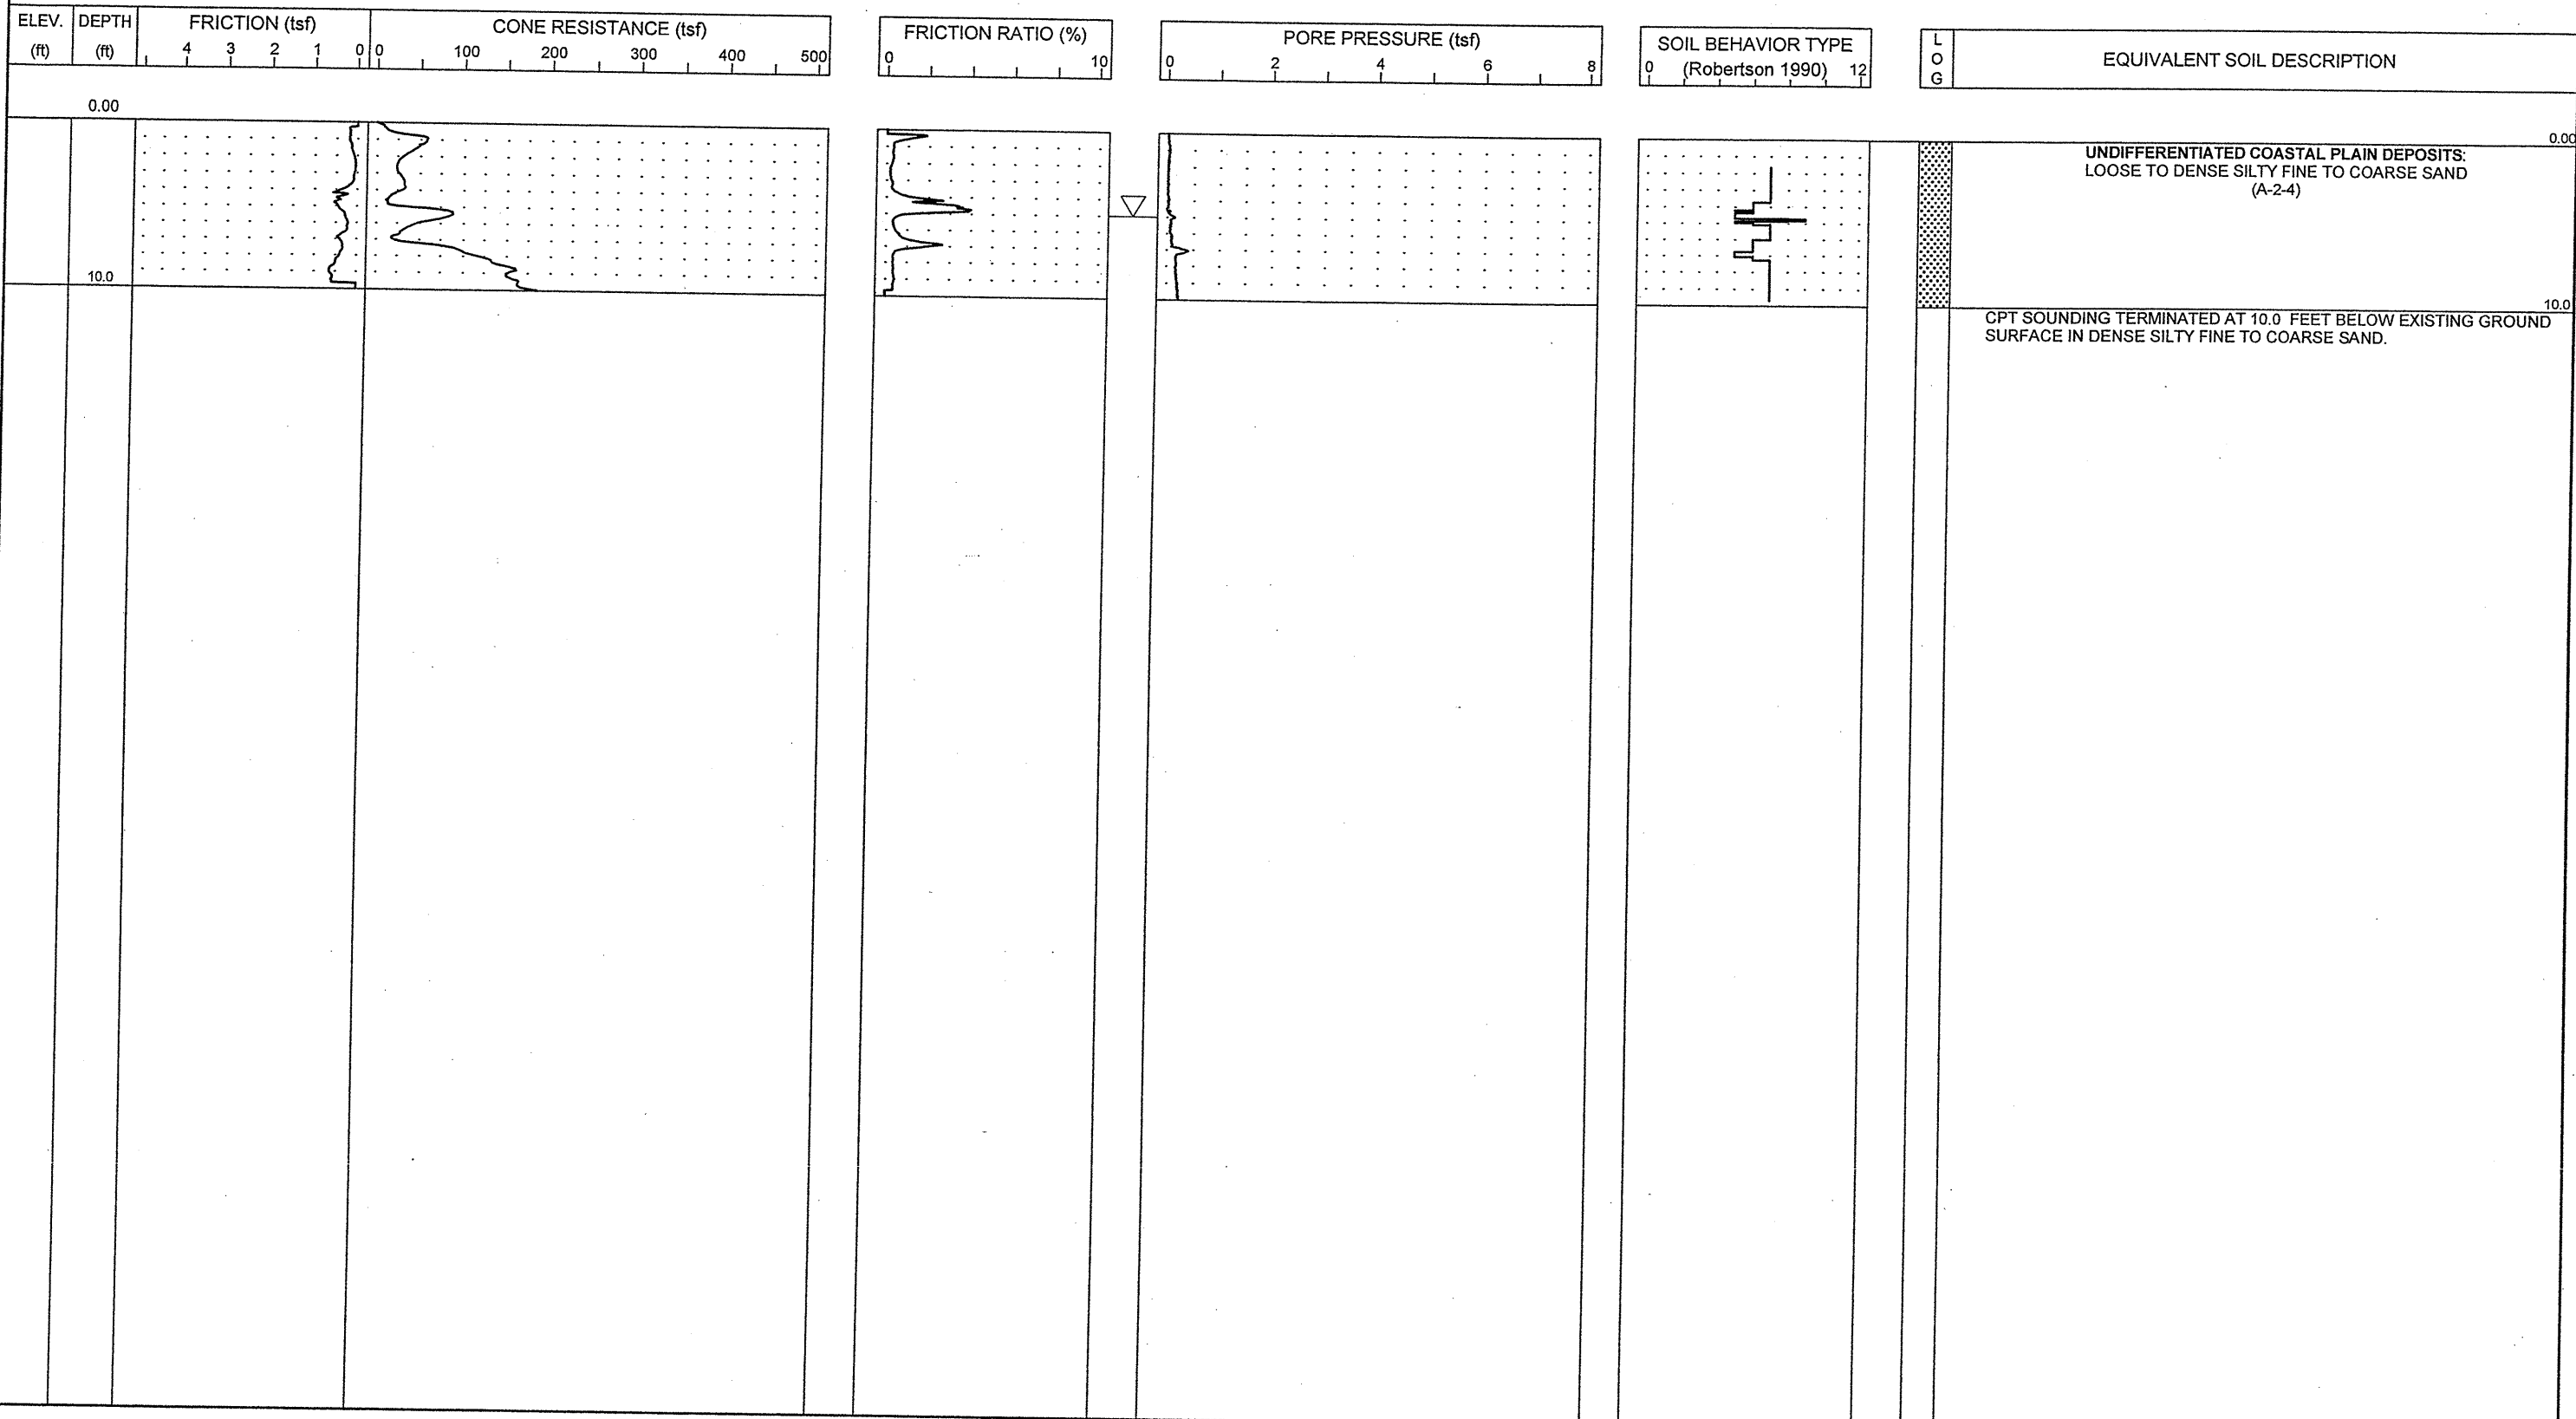 ELEV.
(ft)
DEPTH
(ft)
FRICTION (tsf)
4 3 2 1 0
CONE RESISTANCE (tsf)
0 100 200 300 400 500
FRICTION RATIO (%)
0 10
PORE PRESSURE (tsf)
0 2 4 6 8
SOIL BEHAVIOR TYPE
0 (Robertson 1990) 12
L
O
G
EQUIVALENT SOIL DESCRIPTION
0.00
0.00
UNDIFFERENTIATED COASTAL PLAIN DEPOSITS:
LOOSE TO DENSE SILTY FINE TO COARSE SAND
(A-2-4)
10.0
10.0
CPT SOUNDING TERMINATED AT 10.0 FEET BELOW EXISTING GROUND
SURFACE IN DENSE SILTY FINE TO COARSE SAND.